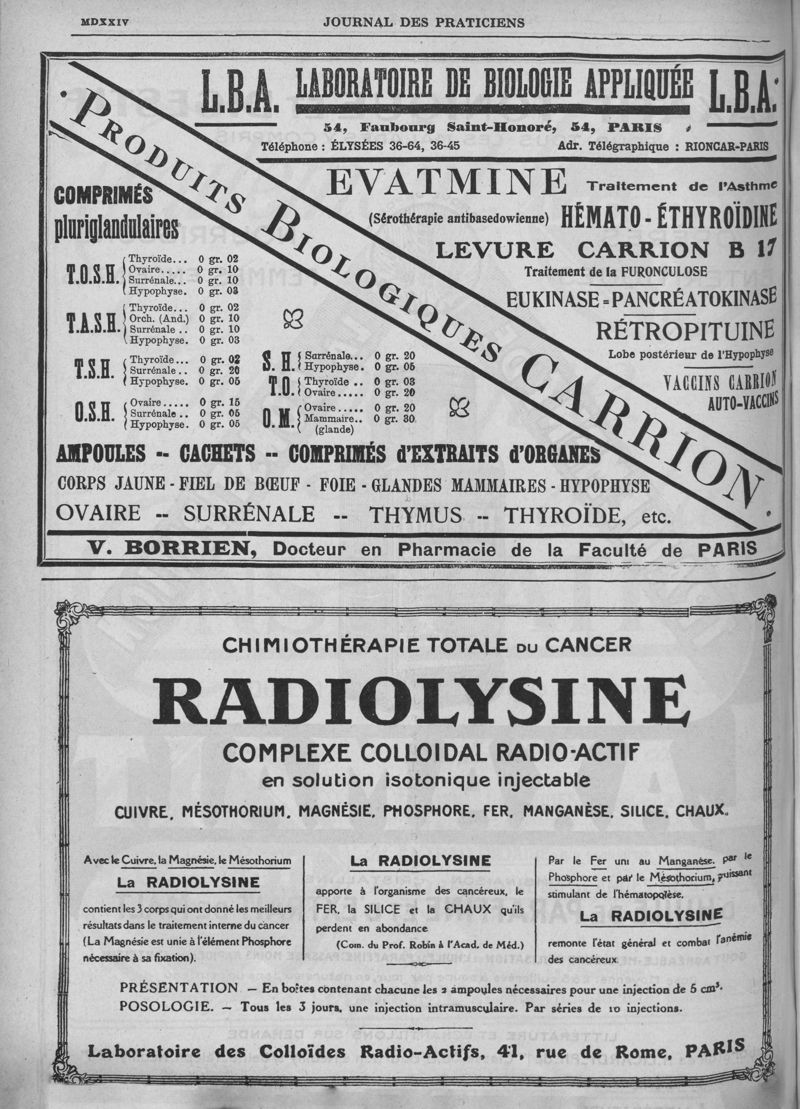 MDXXIV
JOURNAL DES PRATICIENS
L.B.A. LABORATOIRE DE BIOLOGIE APPLIQUÉE L.B.A.
54, Faubourg Saint-Honoré, 54, PARIS
Téléphone : ÉLYSÉES 36-64, 36-45 Adr. Télégraphique : RIONCAR-PARIS
PRODUITS BIOLOGIQUES CARRION
EVATMINE Traitement de l'Asthme
(Sérothérapie antibasedowienne) HÉMATO-ÉTHYROÏDINE
LEVURE CARRION B 17
Traitement de la FURONCULOSE
EUKINASE=PANCRÉATOKINASE
RÉTROPITUINE
Lobe postérieur de l'Hypophyse
VACCINS CARRION
AUTO-VACCINS
COMPRIMÉS
pluriglandulaires
T.O.S.H.
Thyroïde... 0 gr. 02
Ovaire..... 0 gr. 10
Surrénale... 0 gr. 10
Hypophyse. 0 gr. 03
T.A.S.H.
Thyroïde... 0 gr. 02
Orch. (And.) 0 gr. 10
Surrénale .. 0 gr. 10
Hypophyse. 0 gr. 03
T.S.H.
Thyroïde... 0 gr. 02
Surrénale .. 0 gr. 20
Hypophyse. 0 gr. 05
O.S.H.
Ovaire..... 0 gr. 15
Surrénale .. 0 gr. 05
Hypophyse. 0 gr. 05
S. H.
Surrénale... 0 gr. 20
Hypophyse. 0 gr. 05
T.O.
Thyroïde .. 0 gr. 03
Ovaire..... 0 gr. 20
O.M.
Ovaire..... 0 gr. 20
Mammaire.. 0 gr. 30
(glande)
AMPOULES -- CACHETS -- COMPRIMÉS d'EXTRAITS d'ORGANES
CORPS JAUNE - FIEL DE BŒUF - FOIE - GLANDES MAMMAIRES - HYPOPHYSE
OVAIRE -- SURRÉNALE -- THYMUS -- THYROÏDE, etc.
V. BORRIEN, Docteur en Pharmacie de la Faculté de PARIS
CHIMIOTHÉRAPIE TOTALE DU CANCER
RADIOLYSINE
COMPLEXE COLLOIDAL RADIO-ACTIF
en solution isotonique injectable
CUIVRE, MÉSOTHORIUM, MAGNÉSIE, PHOSPHORE, FER, MANGANÈSE, SILICE, CHAUX.
Avec le Cuivre, la Magnésie, le Mésothorium
La RADIOLYSINE
contient les 3 corps qui ont donné les meilleurs
résultats dans le traitement interne du cancer
(La Magnésie est unie à l'élément Phosphore
nécessaire à sa fixation).
La RADIOLYSINE
apporte à l'organisme des cancéreux, le
FER, la SILICE et la CHAUX qu'ils
perdent en abondance
(Com. du Prof. Robin à l'Acad. de Méd.)
Par le Fer uni au Manganèse, par le
Phosphore et par le Mésothorium, puissant
stimulant de l'hématopoïèse,
La RADIOLYSINE
remonte l'état général et combat l'anémie
des cancéreux.
PRÉSENTATION — En boîtes contenant chacune les 2 ampoules nécessaires pour une injection de 5 cm³.
POSOLOGIE. — Tous les 3 jours, une injection intramusculaire. Par séries de 10 injections.
Laboratoire des Colloïdes Radio-Actifs, 41, rue de Rome, PARIS